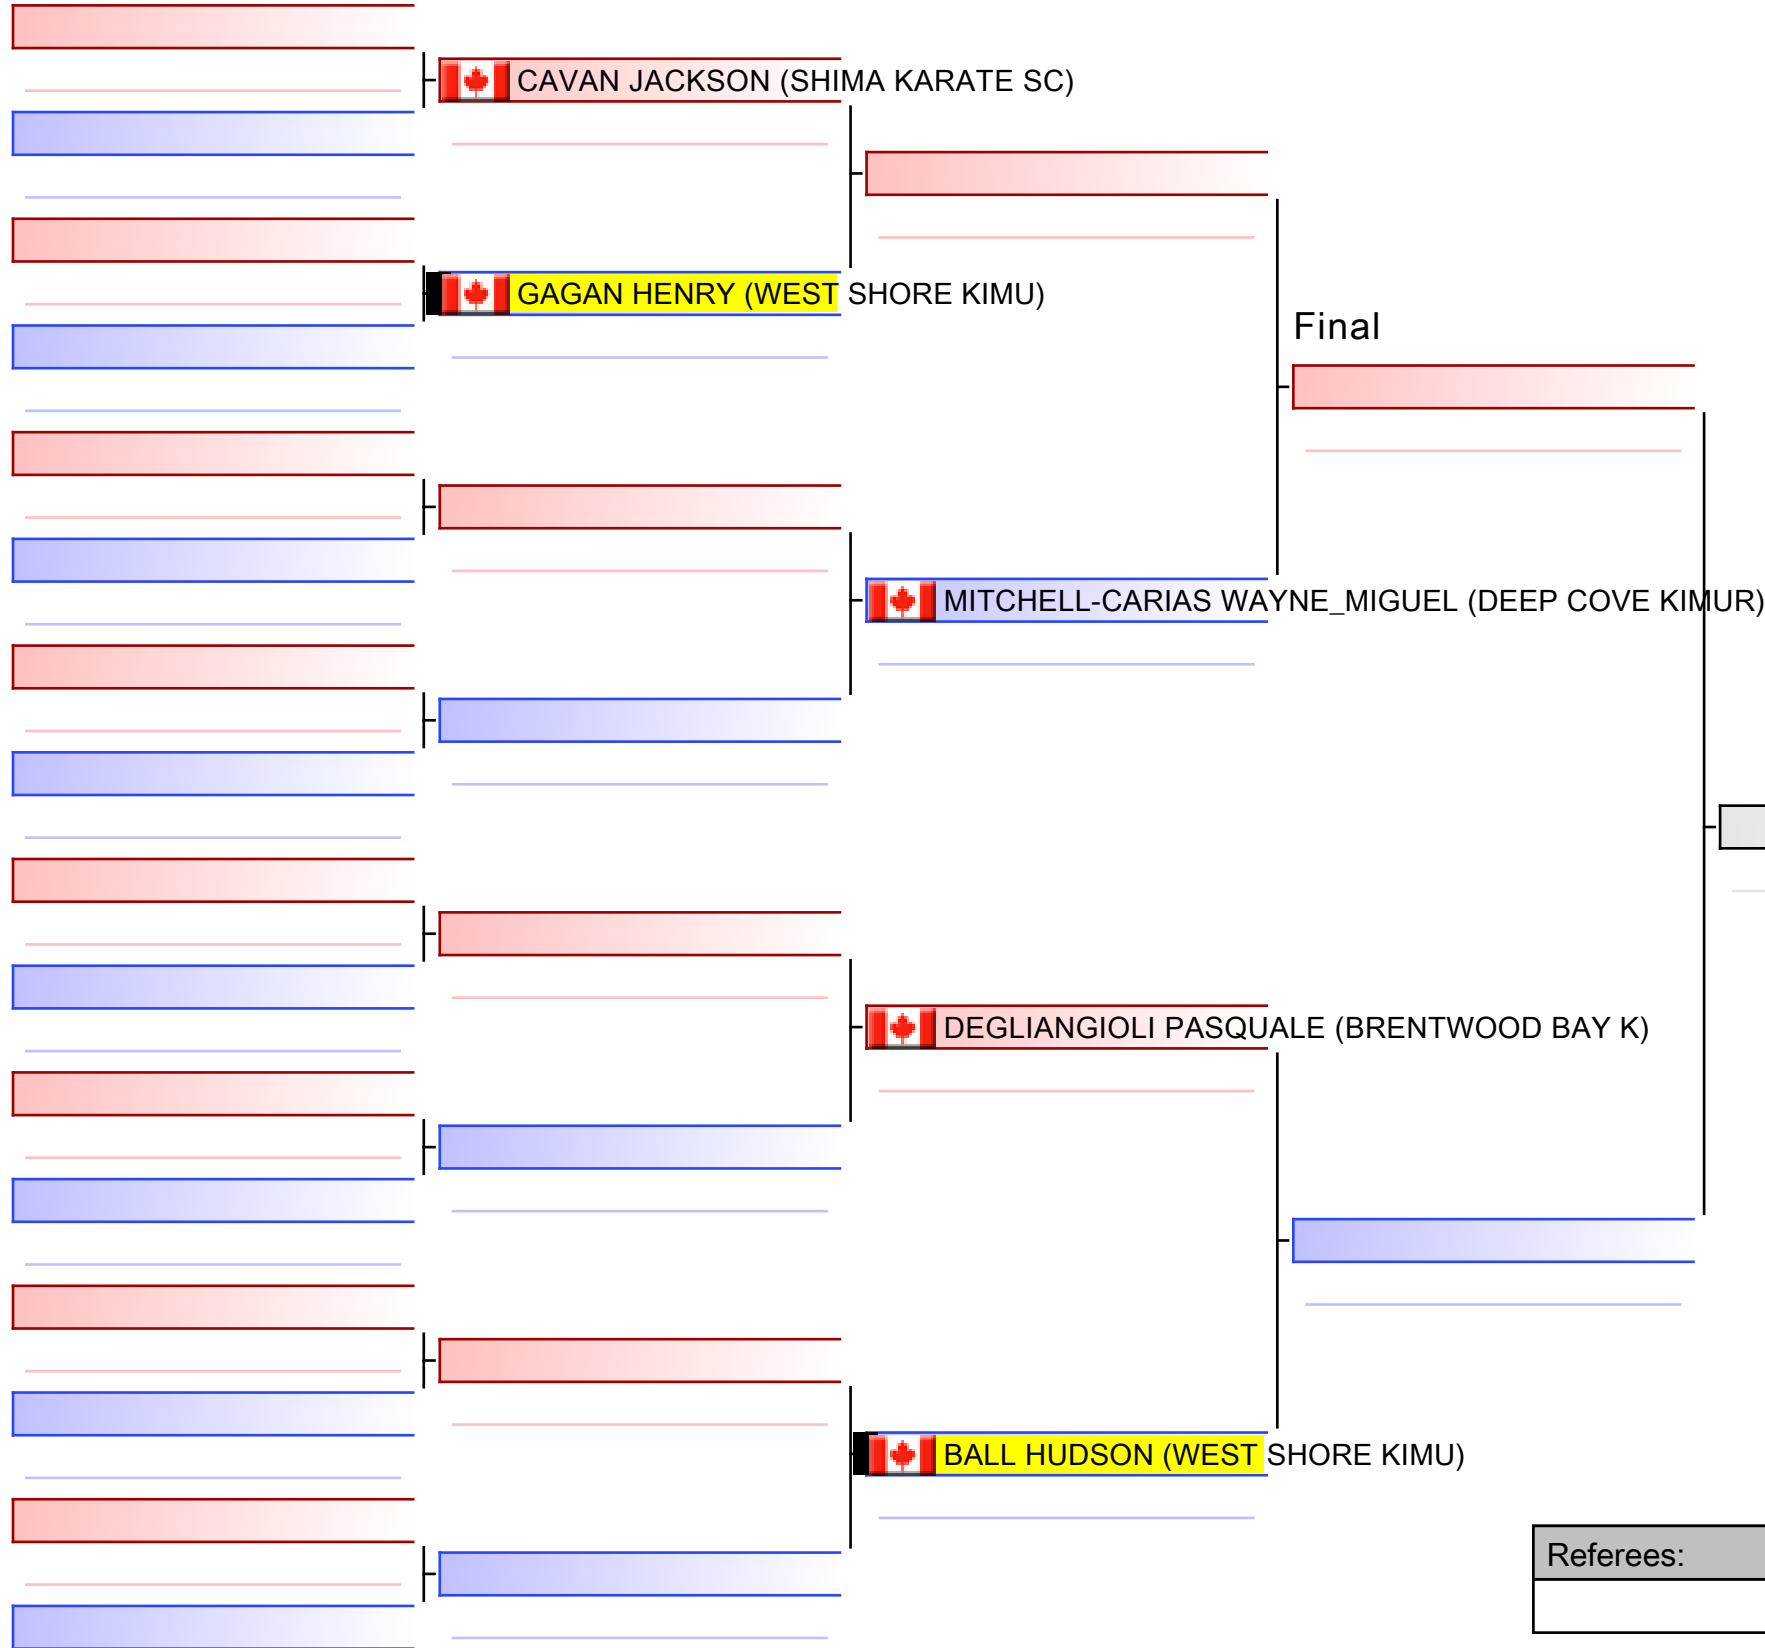 CAVAN JACKSON (SHIMA KARATE SC)
GAGAN HENRY (WEST SHORE KIMU)
Final
MITCHELL-CARIAS WAYNE_MIGUEL (DEEP COVE KIMUR)
DEGLIANGIOLI PASQUALE (BRENTWOOD BAY K)
BALL HUDSON (WEST SHORE KIMU)
Referees: